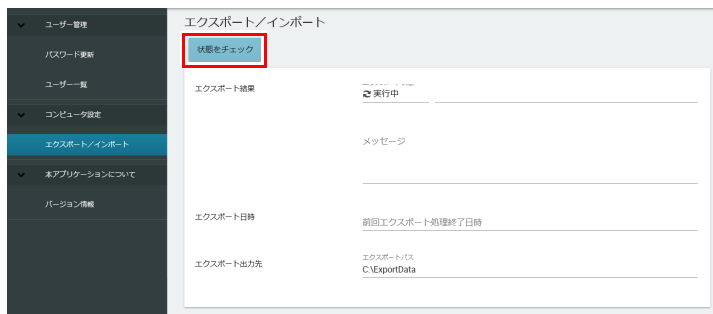 ユーザー管理
パスワード更新
ユーザー一覧
コンピュータ設定
エクスポート／インポート
本アプリケーションについて
バージョン情報
エクスポート／インポート
状態をチェック
エクスポート結果
実行中
メッセージ
エクスポート日時
前回エクスポート処理終了日時
エクスポート出力先
エクスポートパス
C:\ExportData